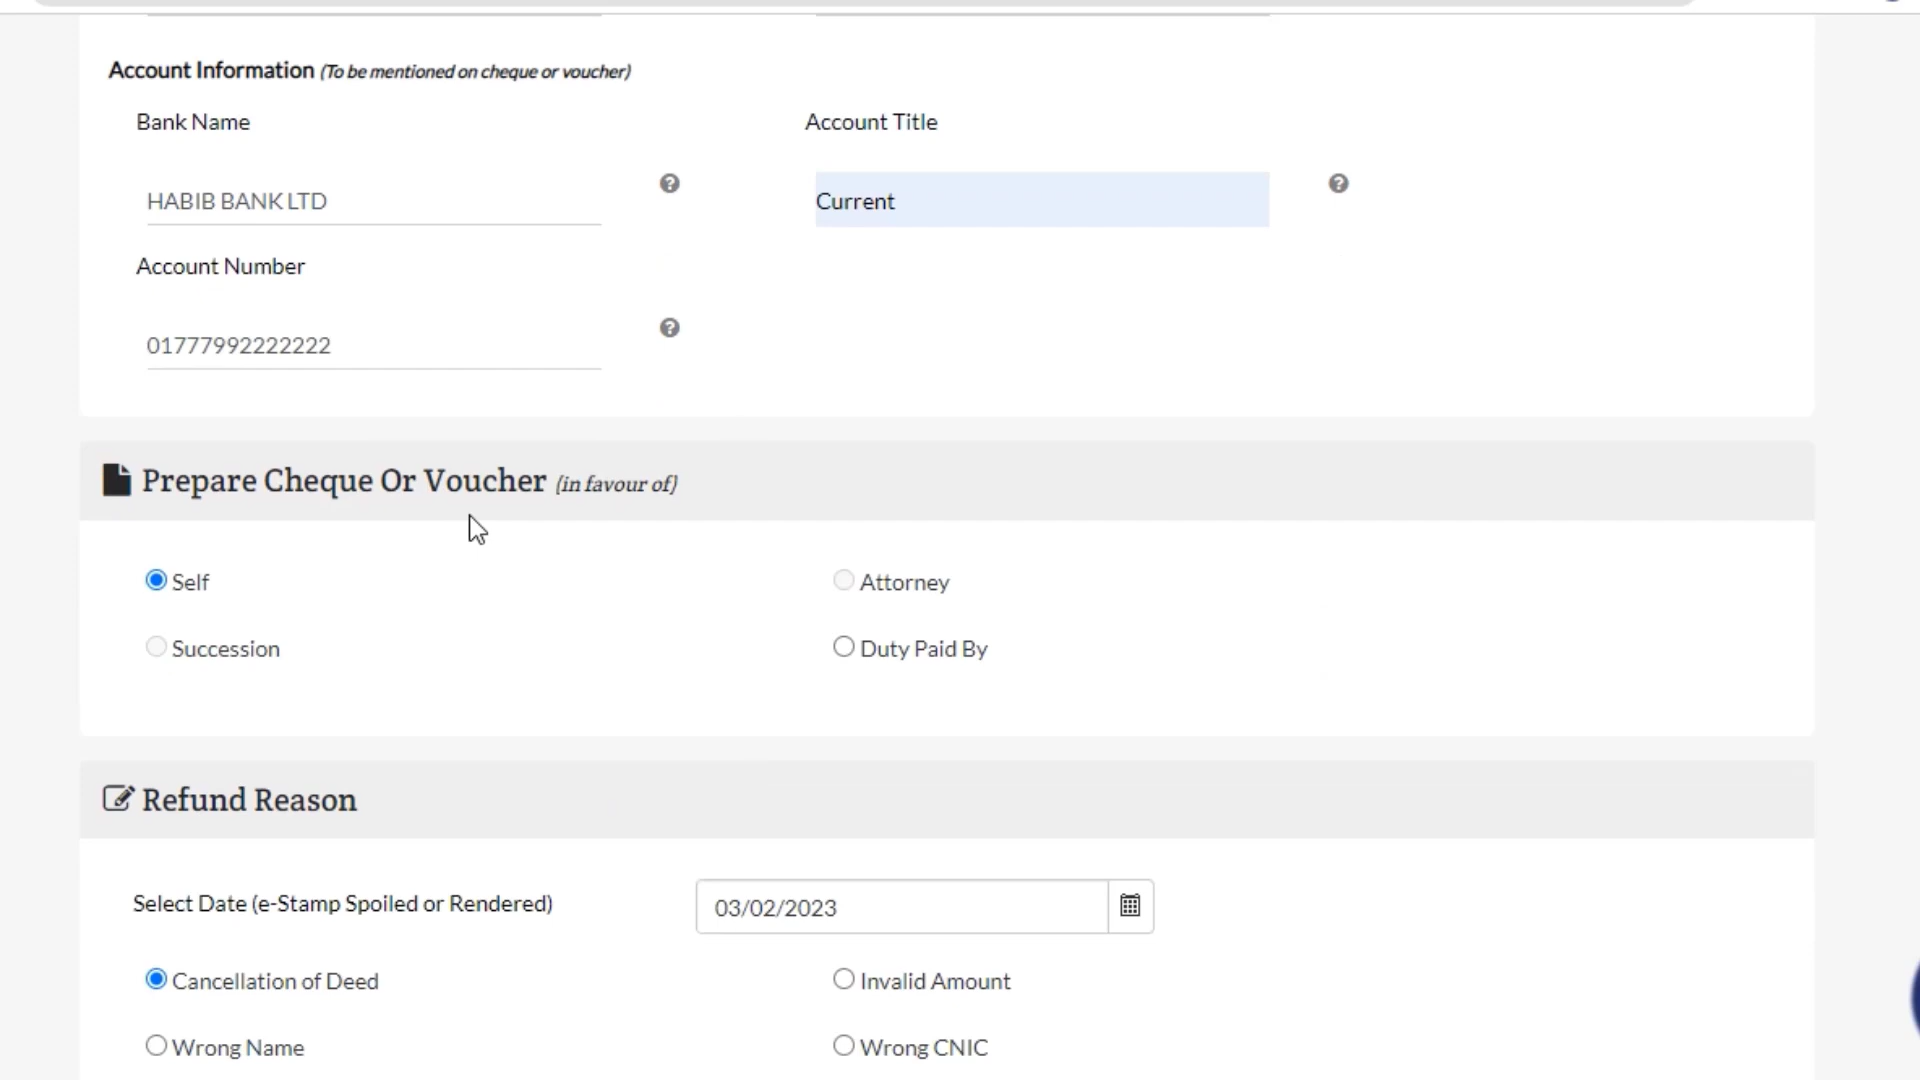 Account Information (To be mentioned on cheque or voucher)
Bank Name
Account Title
HABIB BANK LTD
Current
Account Number
01777992222222
Prepare Cheque Or Voucher (in favour of)
Self
Attorney
Succession
Duty Paid By
Refund Reason
Select Date (e-Stamp Spoiled or Rendered)
03/02/2023
Cancellation of Deed
Invalid Amount
Wrong Name
Wrong CNIC